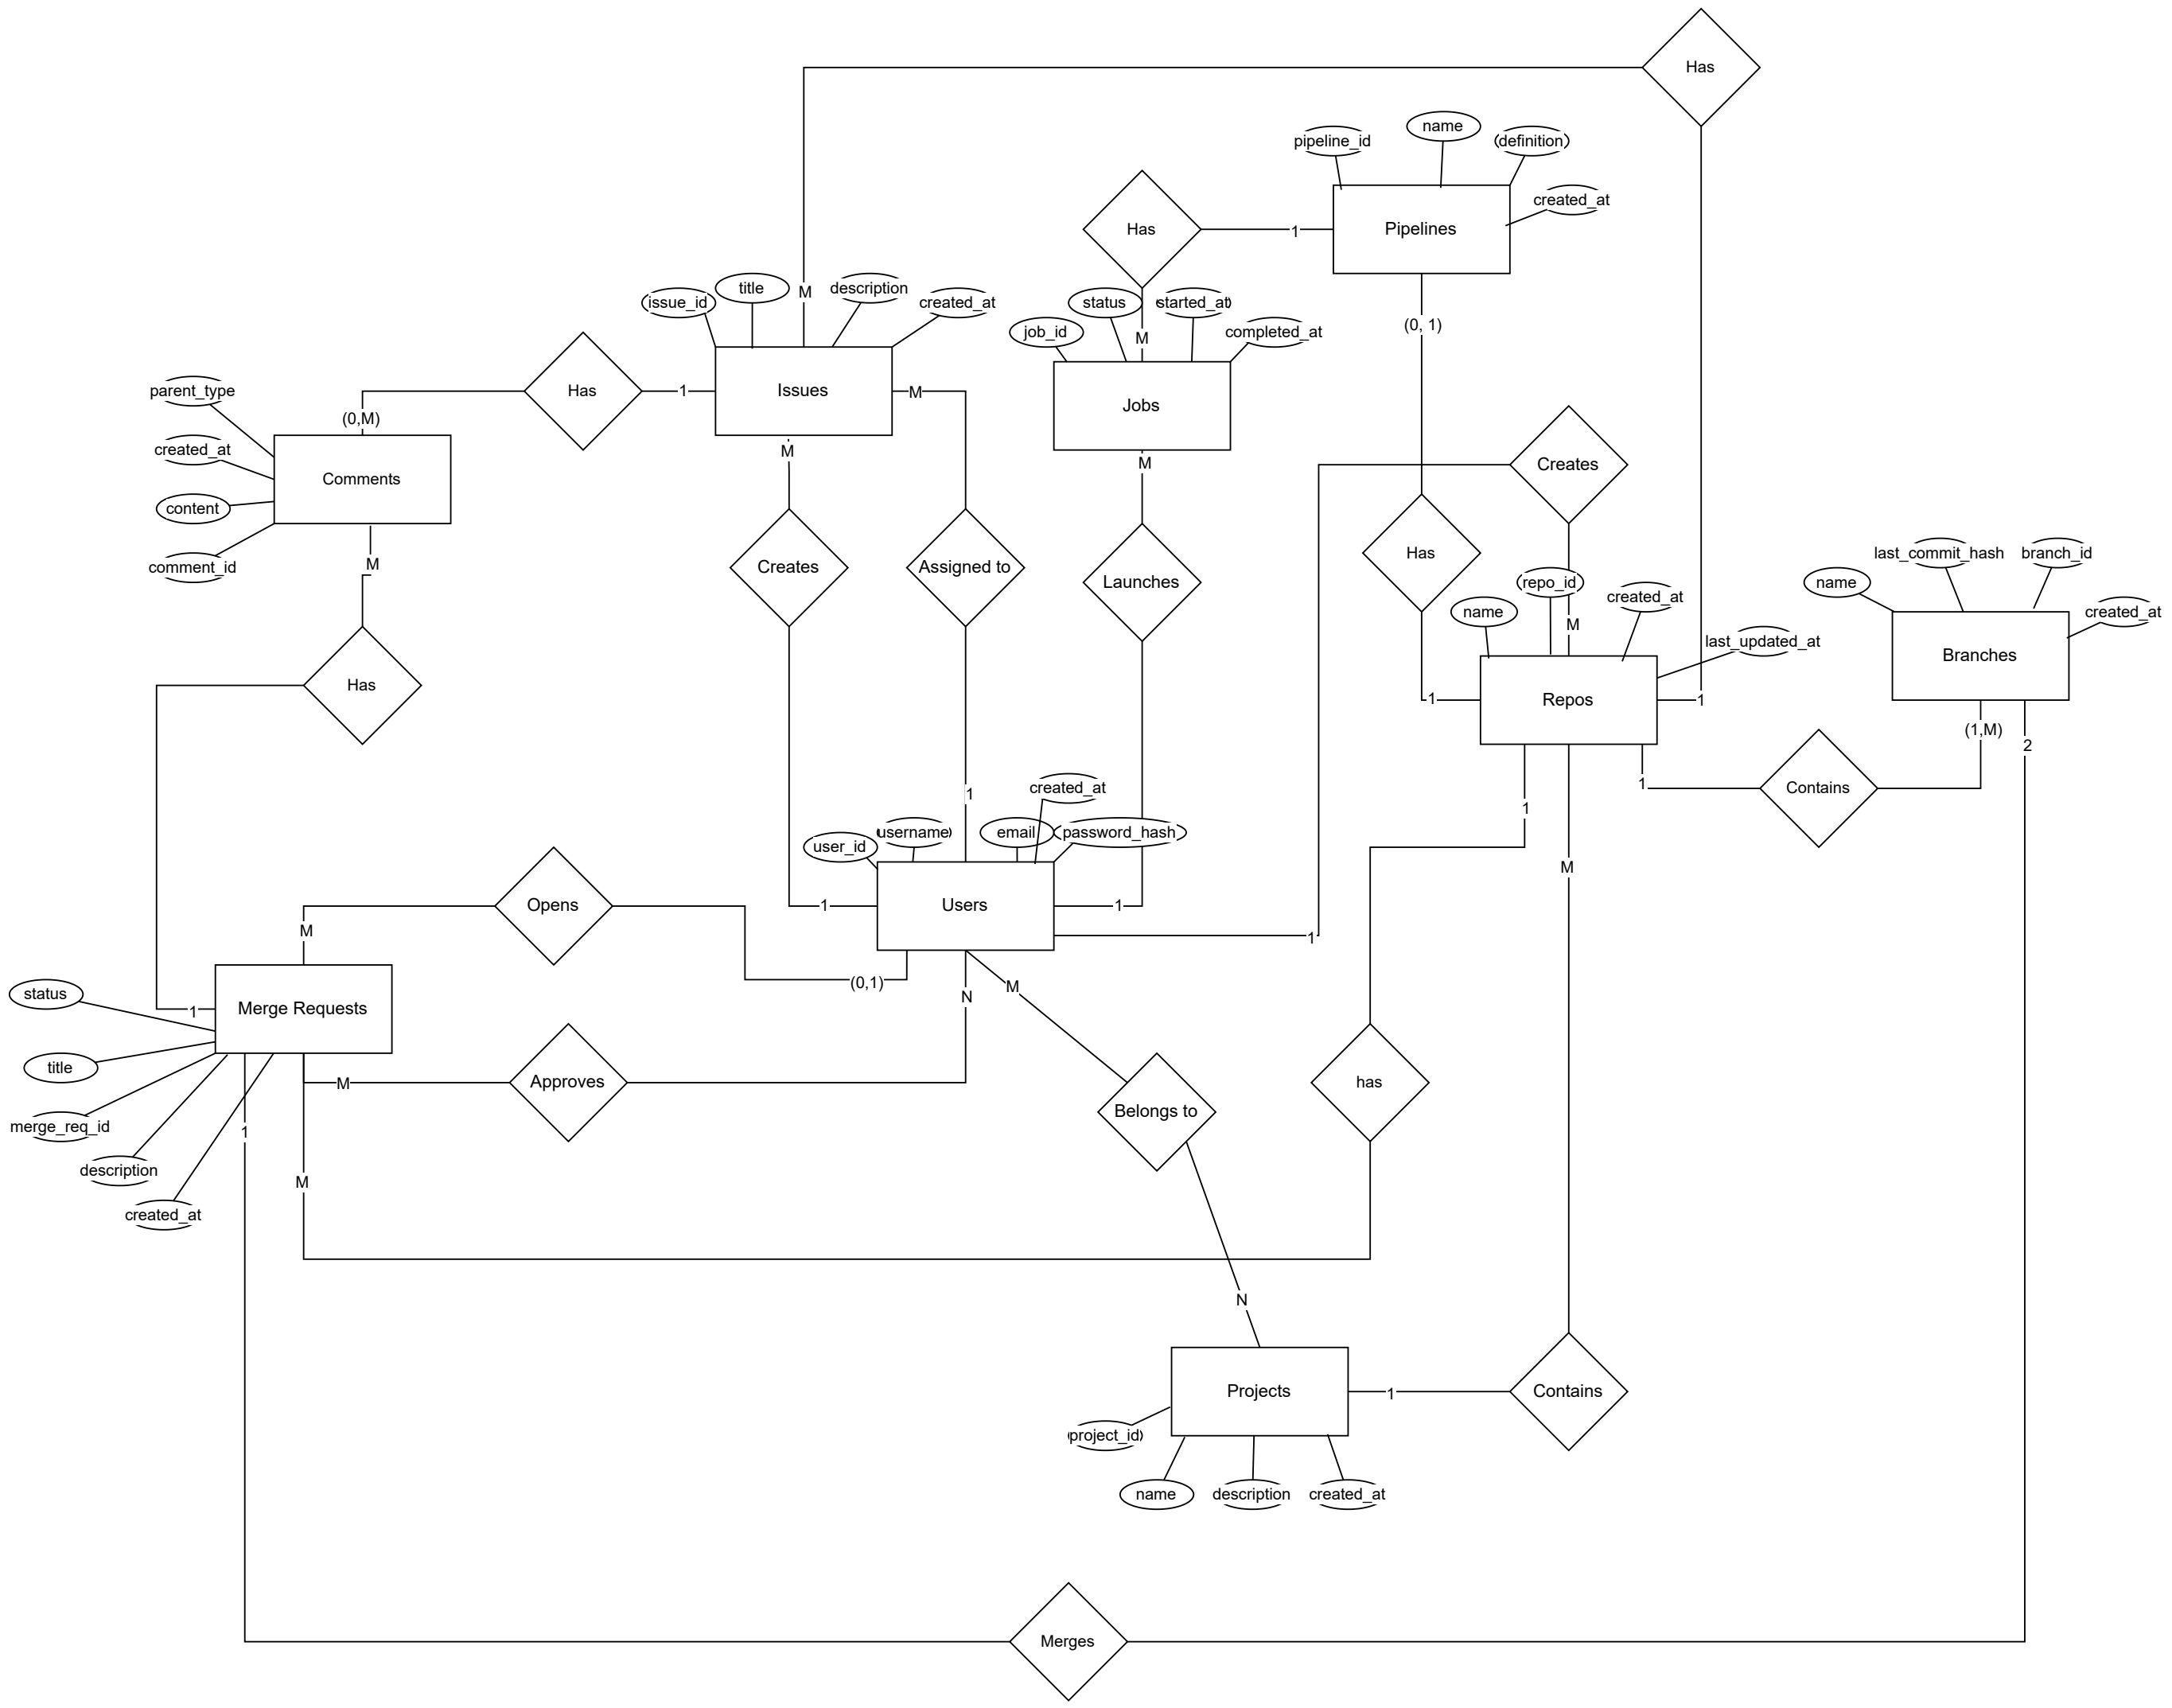 Has
name
pipeline_id
definition
created_at
Has
1
Pipelines
title
description
issue_id
created_at
M
status
started_at
(0, 1)
job_id
completed_at
M
Has
1
Issues
M
parent_type
Jobs
(0,M)
created_at
M
M
Creates
Comments
content
last_commit_hash
branch_id
Has
M
comment_id
Creates
Assigned to
Launches
repo_id
name
created_at
name
created_at
M
last_updated_at
Branches
Has
1
Repos
1
(1,M)
2
1
created_at
1
Contains
1
username
email
password_hash
user_id
M
Opens
1
Users
1
M
1
(0,1)
M
N
status
Merge Requests
1
title
M
Approves
has
Belongs to
merge_req_id
1
description
M
created_at
N
Projects
1
Contains
project_id
name
description
created_at
Merges